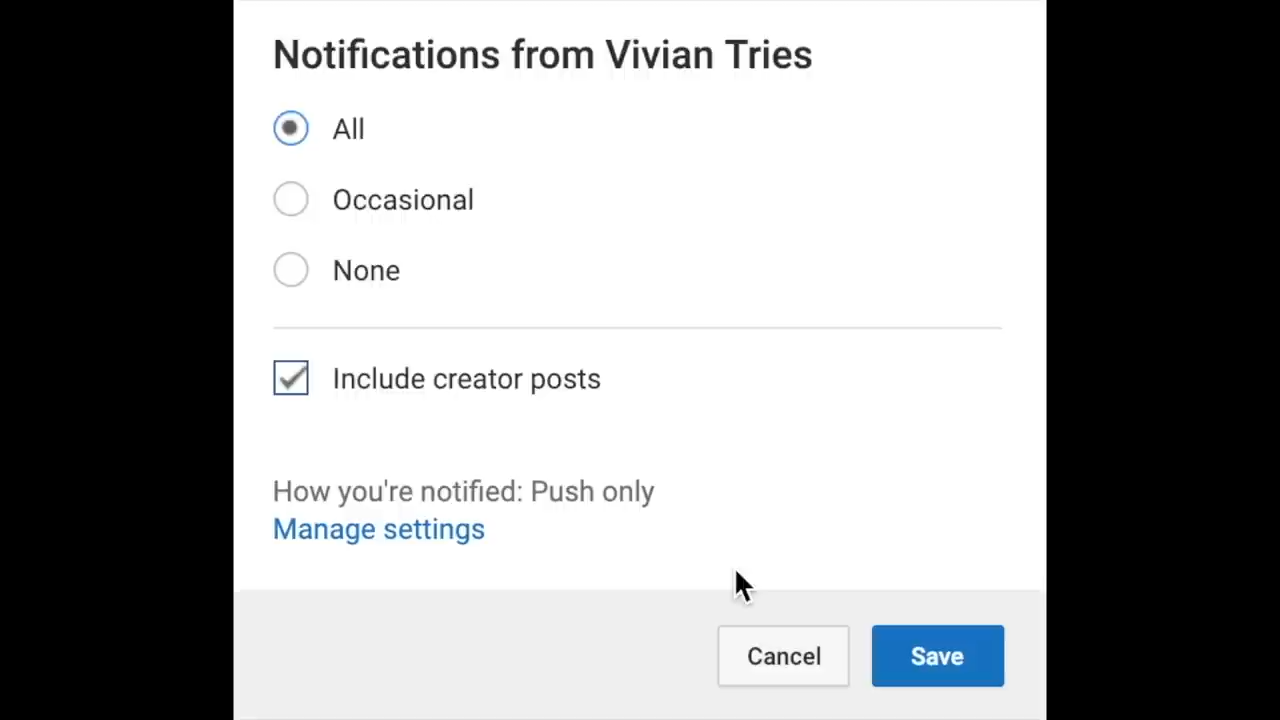 Notifications from Vivian Tries
All
Occasional
None
Include creator posts
How you're notified: Push only
Manage settings
Cancel
Save